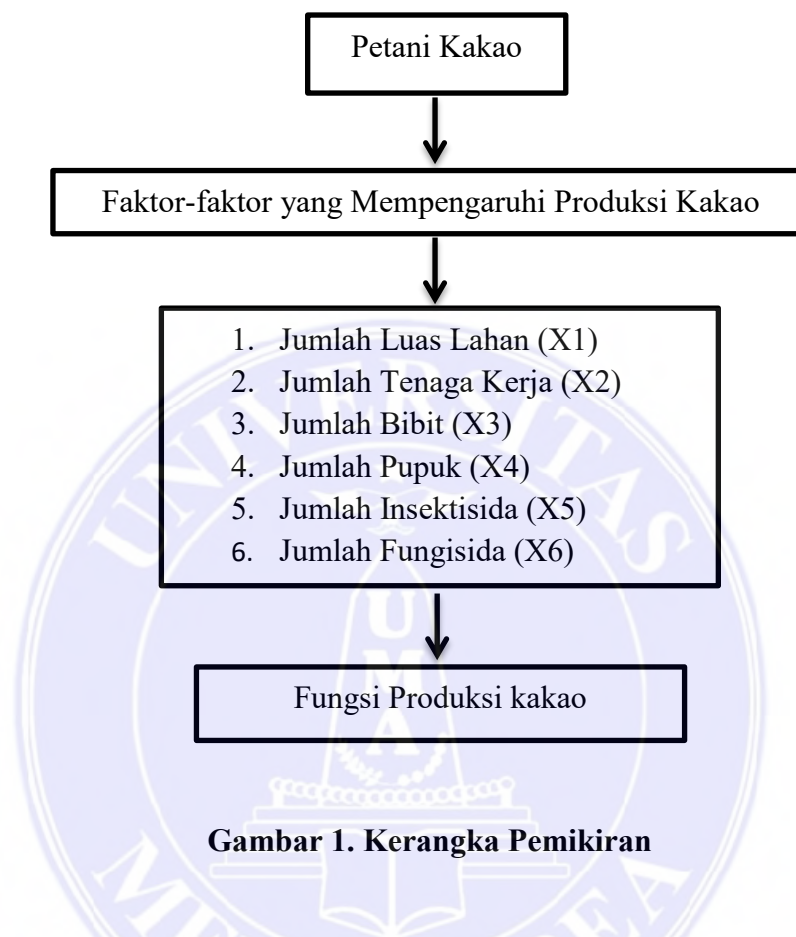 Petani Kakao
Faktor-faktor yang Mempengaruhi Produksi Kakao
1. Jumlah Luas Lahan (X1)
2. Jumlah Tenaga Kerja (X2)
3. Jumlah Bibit (X3)
4. Jumlah Pupuk (X4)
5. Jumlah Insektisida (X5)
6. Jumlah Fungisida (X6)
Fungsi Produksi kakao
Gambar 1. Kerangka Pemikiran
UNIVERSITAS
UMA